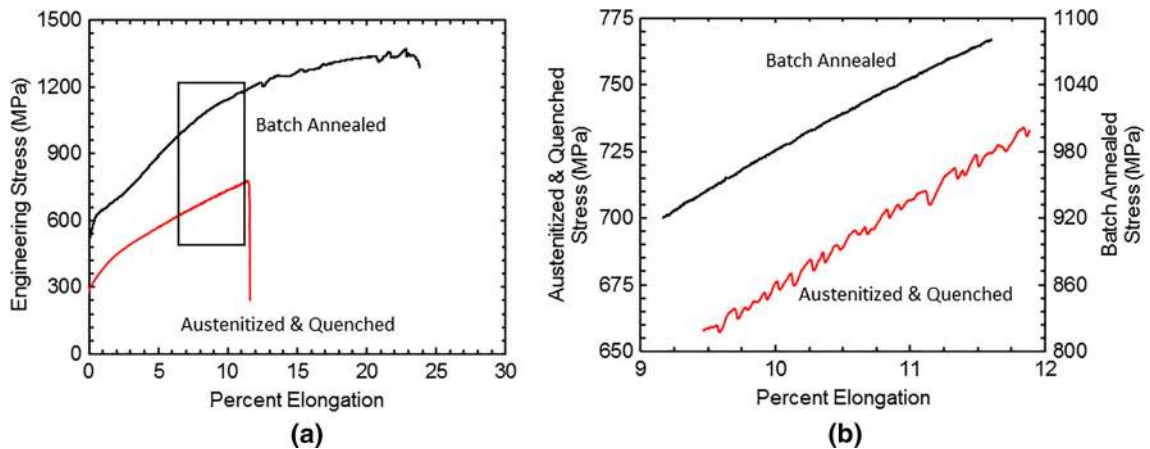 1500
1200
900
600
300
0
Engineering Stress (MPa)
Batch Annealed
Austenitized & Quenched
0 5 10 15 20 25 30
Percent Elongation
(a)
775
750
725
700
675
650
Austenitized & Quenched
Stress (MPa)
Batch Annealed
Austenitized & Quenched
1100
1040
980
920
860
800
Batch Annealed
Stress (MPa)
9 10 11 12
Percent Elongation
(b)